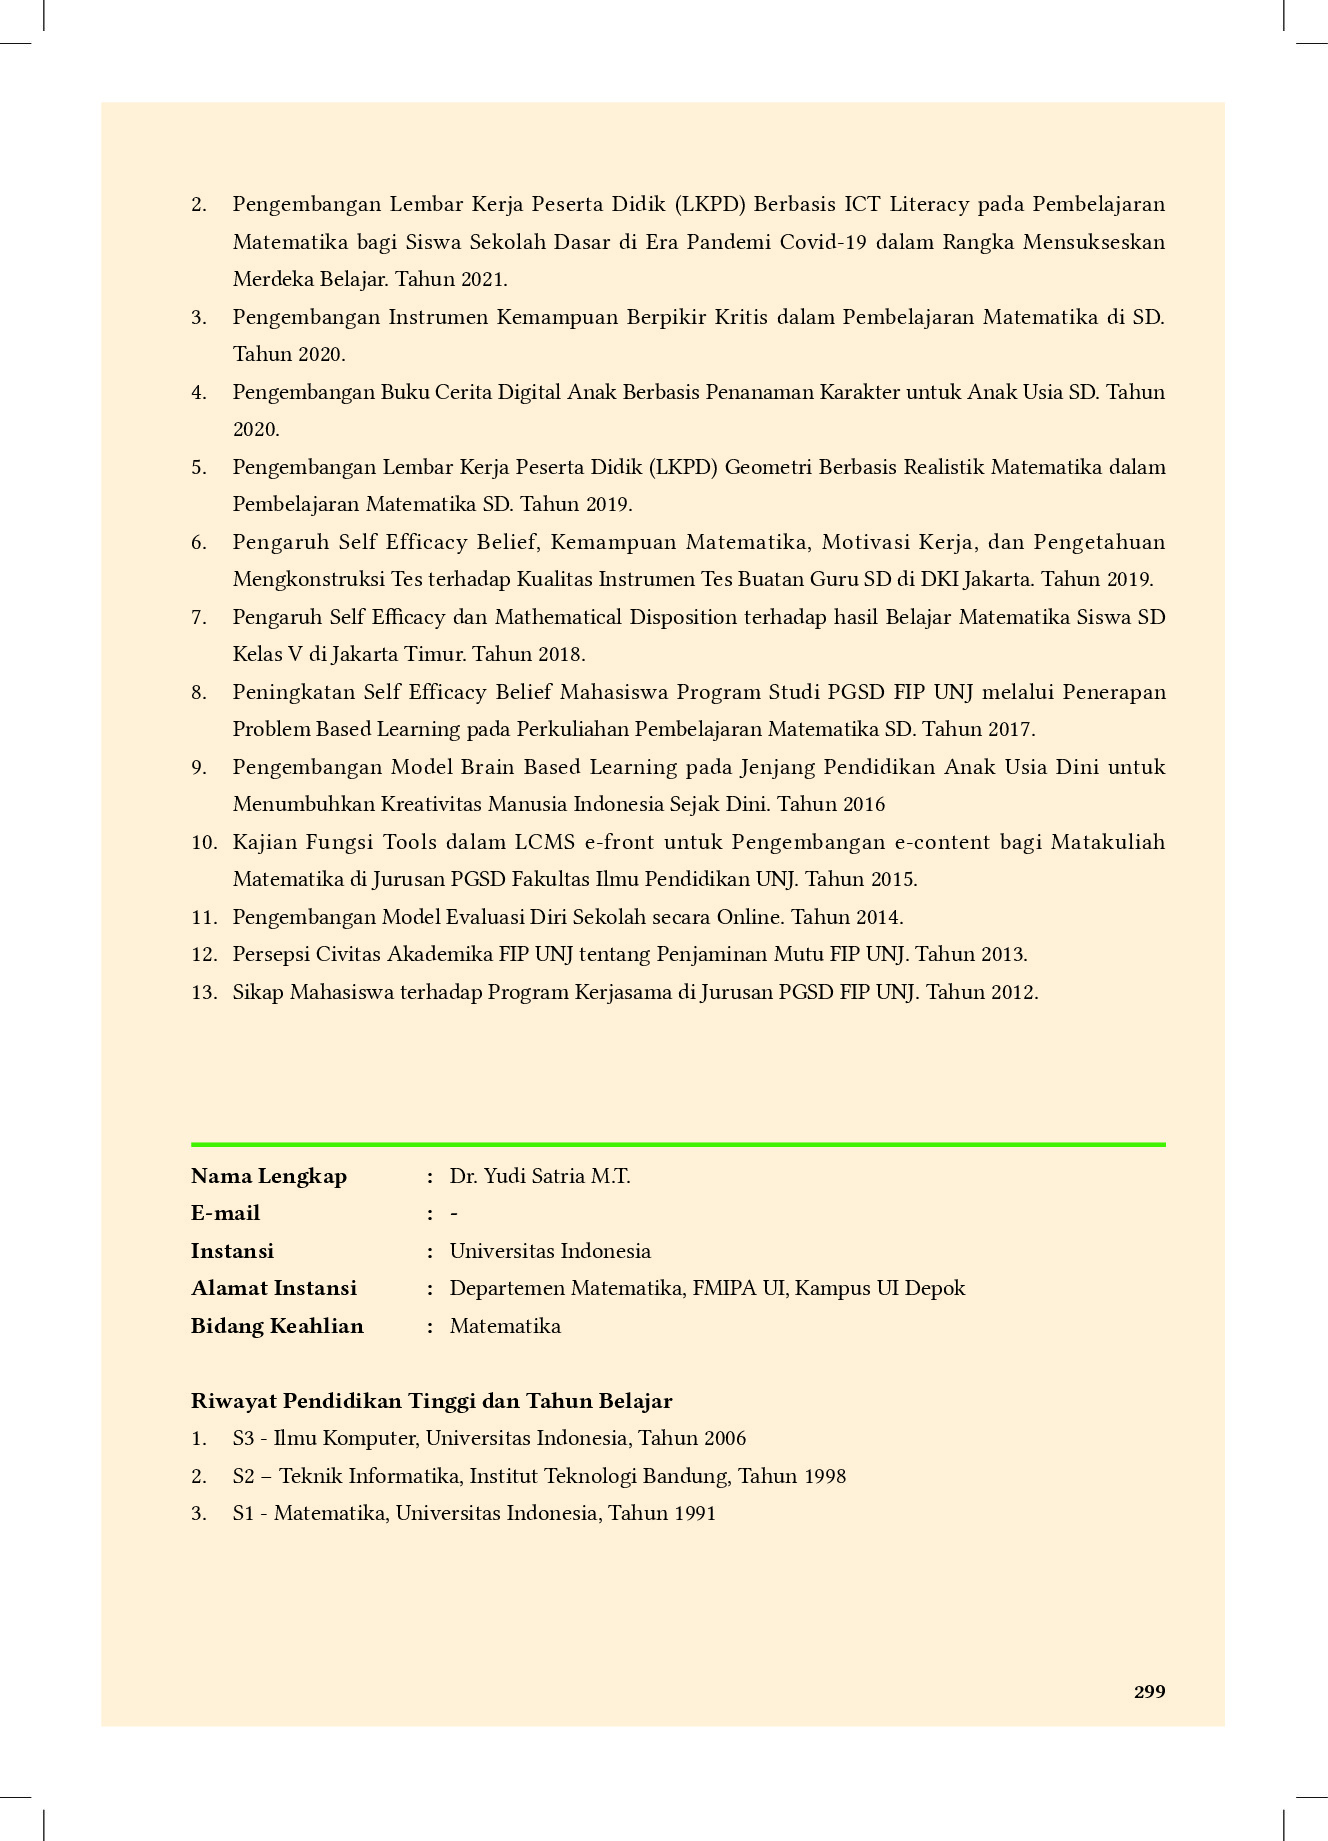 2. Pengembangan Lembar Kerja Peserta Didik (LKPD) Berbasis ICT Literacy pada Pembelajaran
Matematika bagi Siswa Sekolah Dasar di Era Pandemi Covid-19 dalam Rangka Mensukseskan
Merdeka Belajar. Tahun 2021.
3. Pengembangan Instrumen Kemampuan Berpikir Kritis dalam Pembelajaran Matematika di SD.
Tahun 2020.
4. Pengembangan Buku Cerita Digital Anak Berbasis Penanaman Karakter untuk Anak Usia SD. Tahun
2020.
5. Pengembangan Lembar Kerja Peserta Didik (LKPD) Geometri Berbasis Realistik Matematika dalam
Pembelajaran Matematika SD. Tahun 2019.
6. Pengaruh Self Efficacy Belief, Kemampuan Matematika, Motivasi Kerja, dan Pengetahuan
Mengkonstruksi Tes terhadap Kualitas Instrumen Tes Buatan Guru SD di DKI Jakarta. Tahun 2019.
7. Pengaruh Self Efficacy dan Mathematical Disposition terhadap hasil Belajar Matematika Siswa SD
Kelas V di Jakarta Timur. Tahun 2018.
8. Peningkatan Self Efficacy Belief Mahasiswa Program Studi PGSD FIP UNJ melalui Penerapan
Problem Based Learning pada Perkuliahan Pembelajaran Matematika SD. Tahun 2017.
9. Pengembangan Model Brain Based Learning pada Jenjang Pendidikan Anak Usia Dini untuk
Menumbuhkan Kreativitas Manusia Indonesia Sejak Dini. Tahun 2016
10. Kajian Fungsi Tools dalam LCMS e-front untuk Pengembangan e-content bagi Matakuliah
Matematika di Jurusan PGSD Fakultas Ilmu Pendidikan UNJ. Tahun 2015.
11. Pengembangan Model Evaluasi Diri Sekolah secara Online. Tahun 2014.
12. Persepsi Civitas Akademika FIP UNJ tentang Penjaminan Mutu FIP UNJ. Tahun 2013.
13. Sikap Mahasiswa terhadap Program Kerjasama di Jurusan PGSD FIP UNJ. Tahun 2012.
Nama Lengkap : Dr. Yudi Satria M.T.
E-mail : -
Instansi : Universitas Indonesia
Alamat Instansi : Departemen Matematika, FMIPA UI, Kampus UI Depok
Bidang Keahlian : Matematika
Riwayat Pendidikan Tinggi dan Tahun Belajar
1. S3 - Ilmu Komputer, Universitas Indonesia, Tahun 2006
2. S2 – Teknik Informatika, Institut Teknologi Bandung, Tahun 1998
3. S1 - Matematika, Universitas Indonesia, Tahun 1991
299